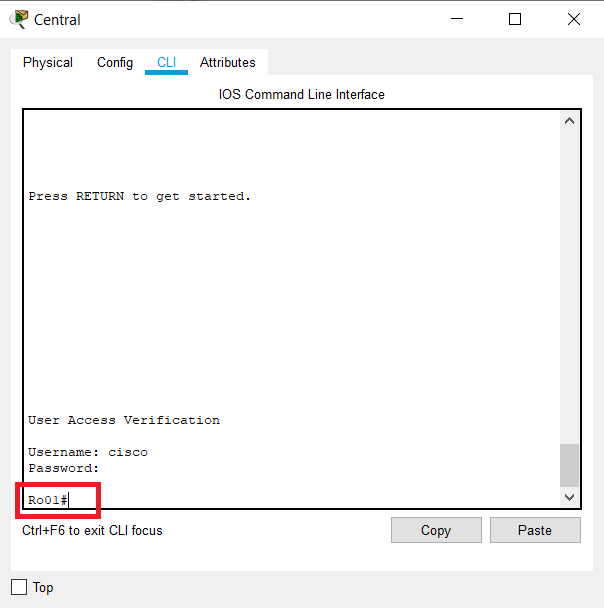 Central
Physical Config CLI Attributes
IOS Command Line Interface
Press RETURN to get started.
User Access Verification
Username: cisco
Password:
Ro01#
Ctrl+F6 to exit CLI focus
Copy Paste
Top